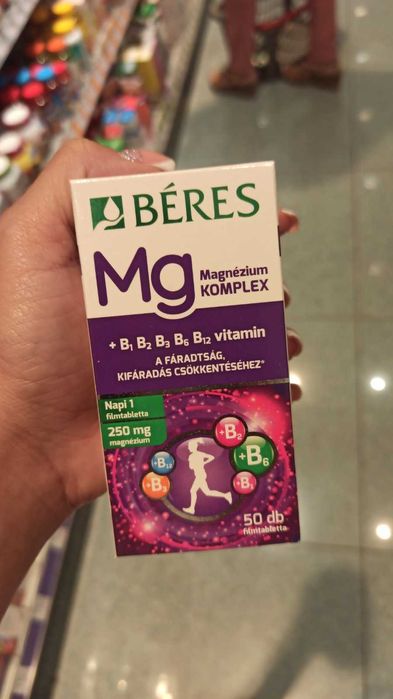 BÉRES
Mg Magnézium
KOMPLEX
+ B₁ B₂ B₃ B₆ B₁₂ vitamin
A FÁRADTSÁG,
KIFÁRADÁS CSÖKKENTÉSÉHEZ*
Napi 1
filmtabletta
250 mg
magnézium
+B₂
+B₆
+B₁₂
+B₃
50 db
filmtabletta